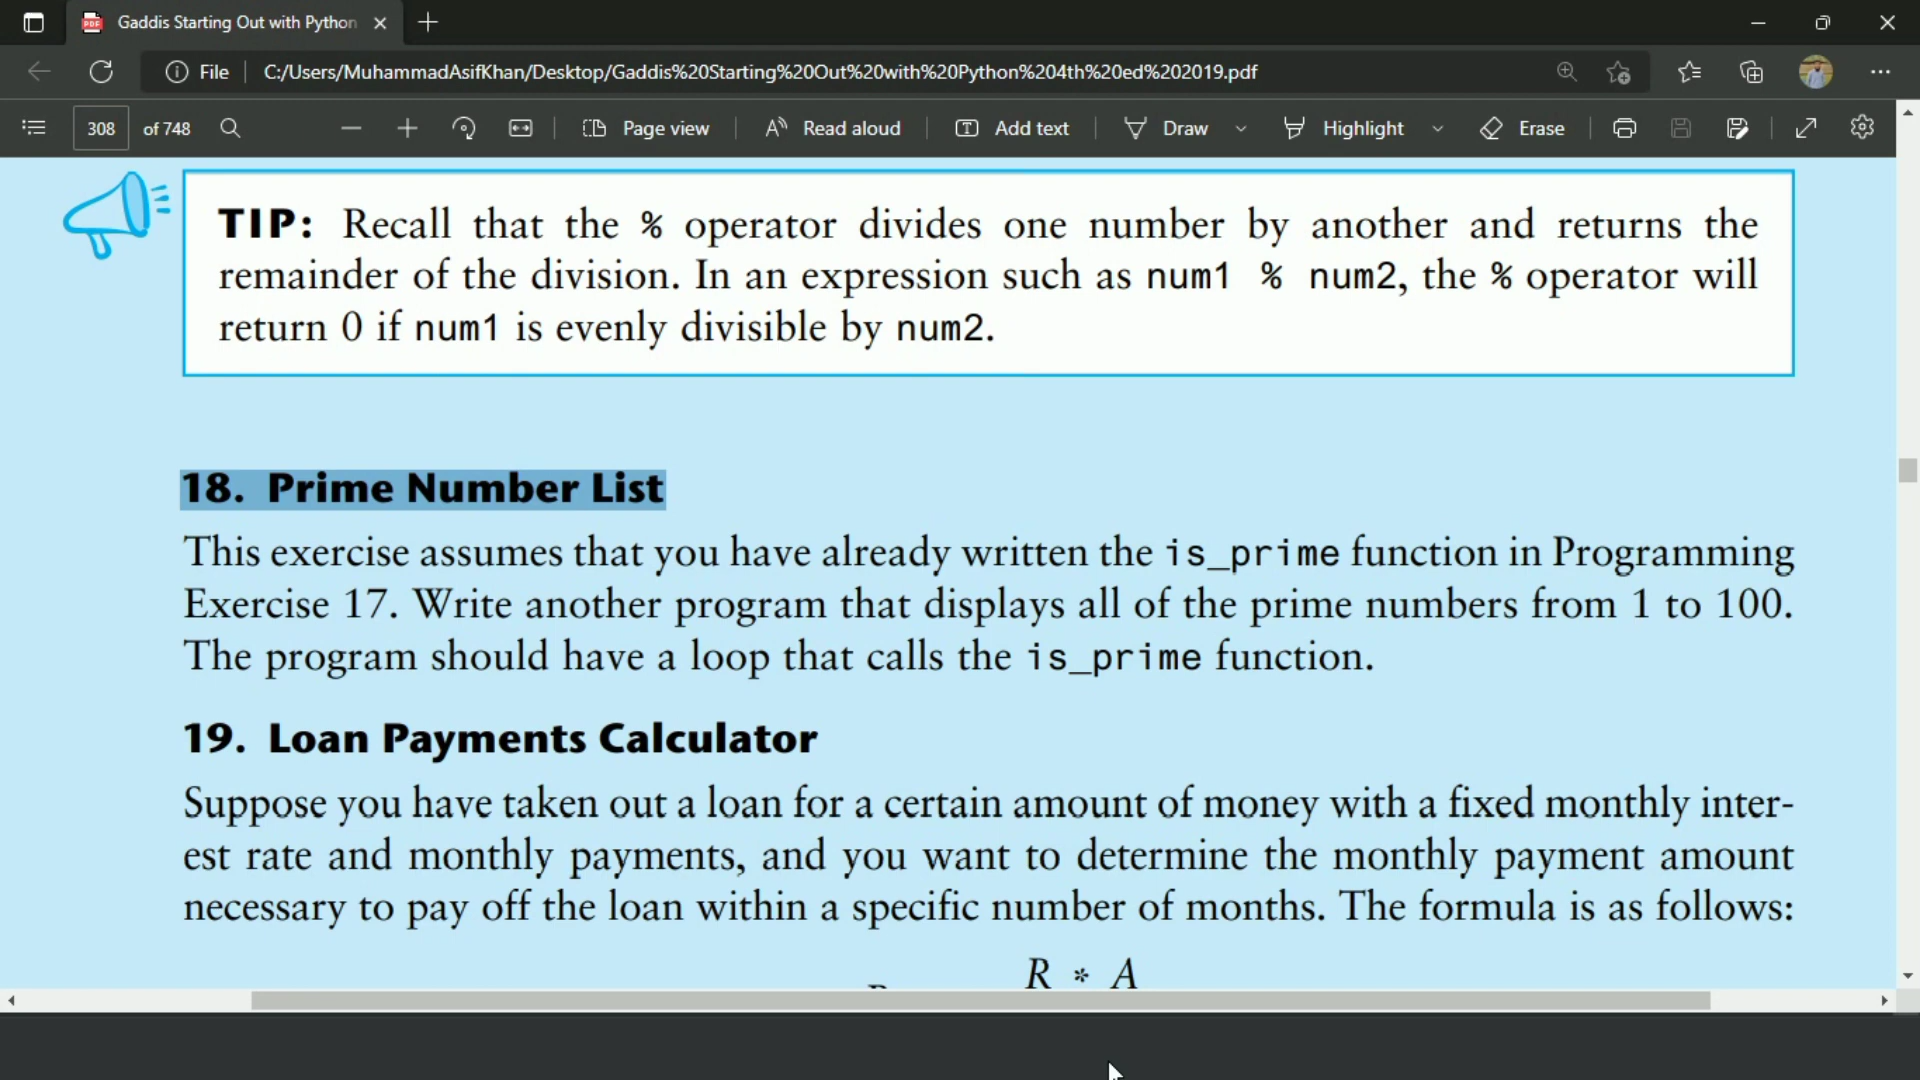 Gaddis Starting Out with Python
File C:/Users/MuhammadAsifKhan/Desktop/Gaddis%20Starting%20Out%20with%20Python%204th%20ed%202019.pdf
308 of 748 Page view Read aloud Add text Draw Highlight Erase
TIP: Recall that the % operator divides one number by another and returns the
remainder of the division. In an expression such as num1 % num2, the % operator will
return 0 if num1 is evenly divisible by num2.
18. Prime Number List
This exercise assumes that you have already written the is_prime function in Programming
Exercise 17. Write another program that displays all of the prime numbers from 1 to 100.
The program should have a loop that calls the is_prime function.
19. Loan Payments Calculator
Suppose you have taken out a loan for a certain amount of money with a fixed monthly inter-
est rate and monthly payments, and you want to determine the monthly payment amount
necessary to pay off the loan within a specific number of months. The formula is as follows:
R * A